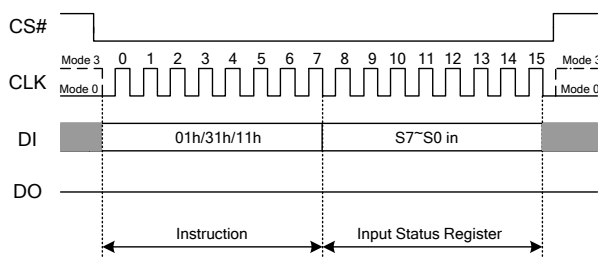 CS#
Mode 3 0 1 2 3 4 5 6 7 8 9 10 11 12 13 14 15 Mode 3
CLK
Mode 0 Mode 0
DI 01h/31h/11h S7~S0 in
DO
Instruction Input Status Register